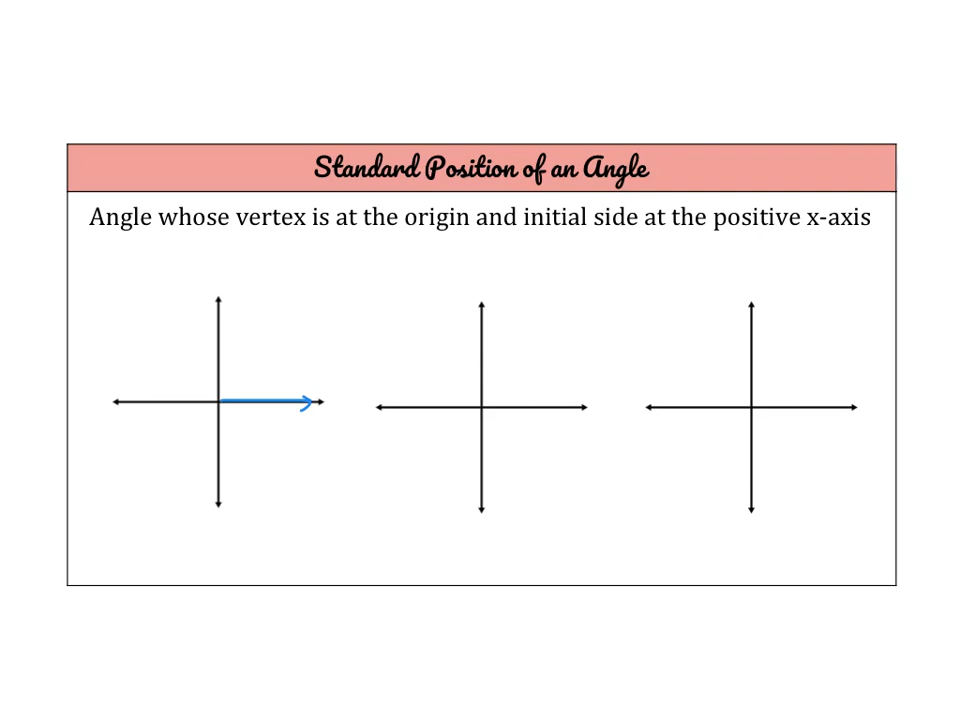 Standard Position of an Angle
Angle whose vertex is at the origin and initial side at the positive x-axis